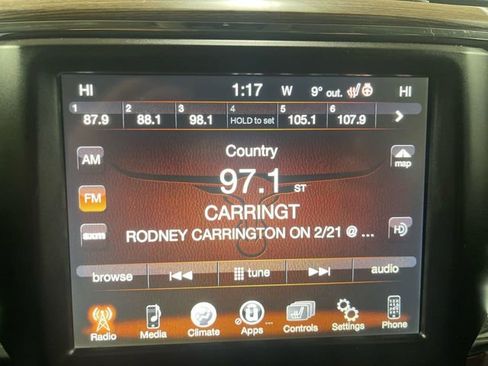 HI 1:17 W 9° out. HI
1 2 3 4 5 6
87.9 88.1 98.1 HOLD to set 105.1 107.9
AM Country map
97.1 ST
FM
CARRINGT
sxm RODNEY CARRINGTON ON 2/21 @ ... HD
browse tune audio
Radio Media Climate Apps ... Controls Settings Phone